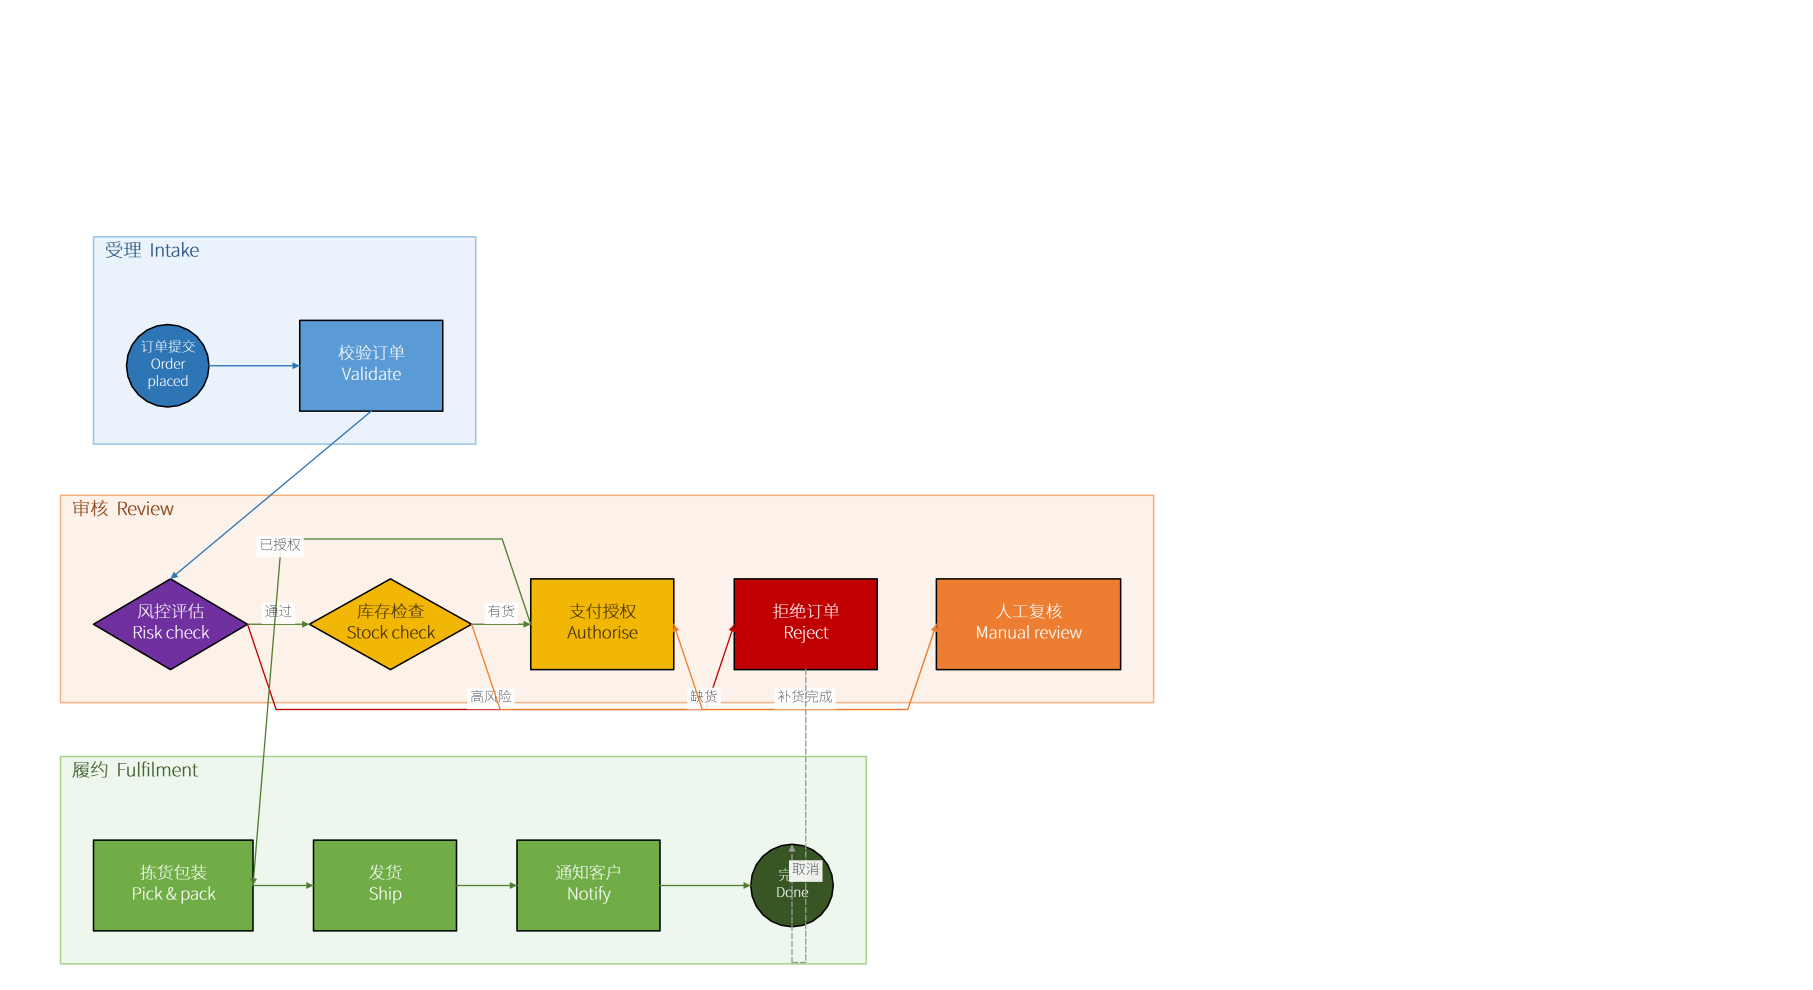 受理 Intake
订单提交
Order
placed
校验订单
Validate
审核 Review
已授权
风控评估
Risk check
通过
库存检查
Stock check
有货
支付授权
Authorise
拒绝订单
Reject
人工复核
Manual review
高风险
缺货
补货完成
履约 Fulfilment
拣货包装
Pick & pack
发货
Ship
通知客户
Notify
完
Done
取消